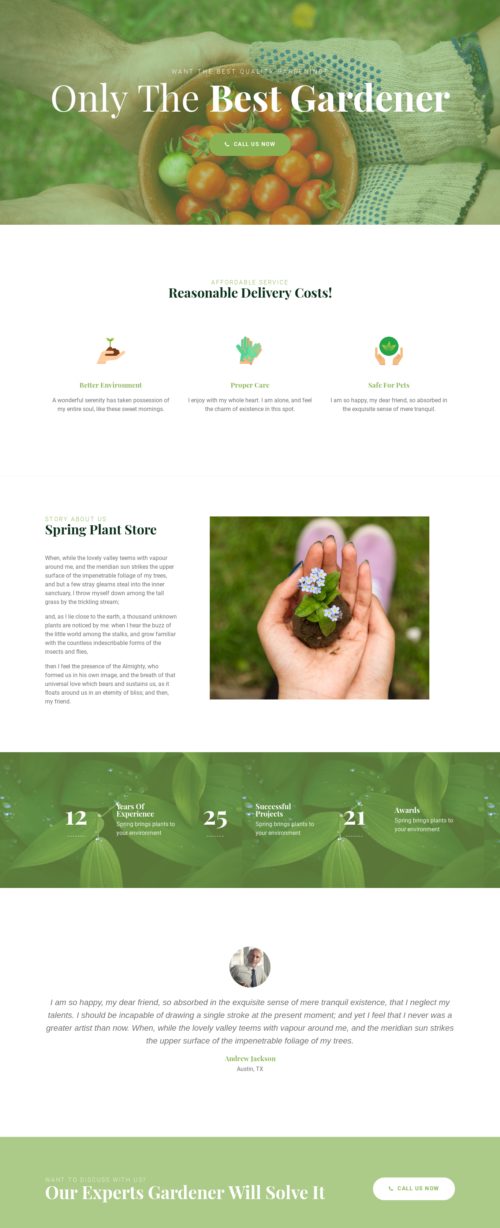 WANT THE BEST QUALITY GARDENING?
Only The Best Gardener
CALL US NOW
AFFORDABLE SERVICE
Reasonable Delivery Costs!
Better Environment
A wonderful serenity has taken possession of
my entire soul, like these sweet mornings.
Proper Care
I enjoy with my whole heart. I am alone, and feel
the charm of existence in this spot.
Safe For Pets
I am so happy, my dear friend, so absorbed in
the exquisite sense of mere tranquil
STORY ABOUT US
Spring Plant Store
When, while the lovely valley teems with vapour
around me, and the meridian sun strikes the upper
surface of the impenetrable foliage of my trees,
and but a few stray gleams steal into the inner
sanctuary, I throw myself down among the tall
grass by the trickling stream;
and, as I lie close to the earth, a thousand unknown
plants are noticed by me: when I hear the buzz of
the little world among the stalks, and grow familiar
with the countless indescribable forms of the
insects and flies,
then I feel the presence of the Almighty, who
formed us in his own image, and the breath of that
universal love which bears and sustains us, as it
floats around us in an eternity of bliss; and then,
my friend.
12
Years Of
Experience
Spring brings plants to
your environment
25
Successful
Projects
Spring brings plants to
your environment
21
Awards
Spring brings plants to
your environment
I am so happy, my dear friend, so absorbed in the exquisite sense of mere tranquil existence, that I neglect my
talents. I should be incapable of drawing a single stroke at the present moment; and yet I feel that I never was a
greater artist than now. When, while the lovely valley teems with vapour around me, and the meridian sun strikes
the upper surface of the impenetrable foliage of my trees.
Andrew Jackson
Austin, TX
WANT TO DISCUSS WITH US?
Our Experts Gardener Will Solve It
CALL US NOW